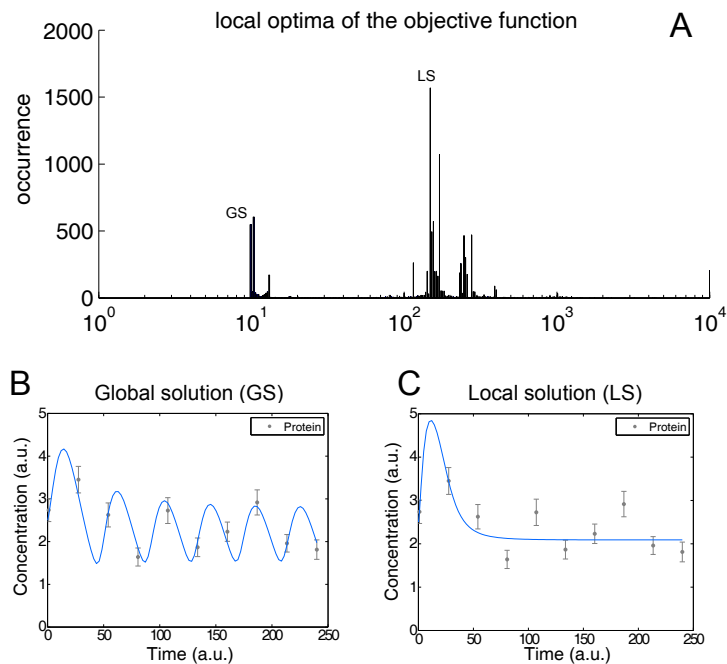 local optima of the objective function
A
2000
1500
1000
500
0
occurrence
LS
GS
10^0
10^1
10^2
10^3
10^4
B
Global solution (GS)
5
4
3
2
1
0
Concentration (a.u.)
Protein
0
50
100
150
200
250
Time (a.u.)
C
Local solution (LS)
5
4
3
2
1
0
Concentration (a.u.)
Protein
0
50
100
150
200
250
Time (a.u.)